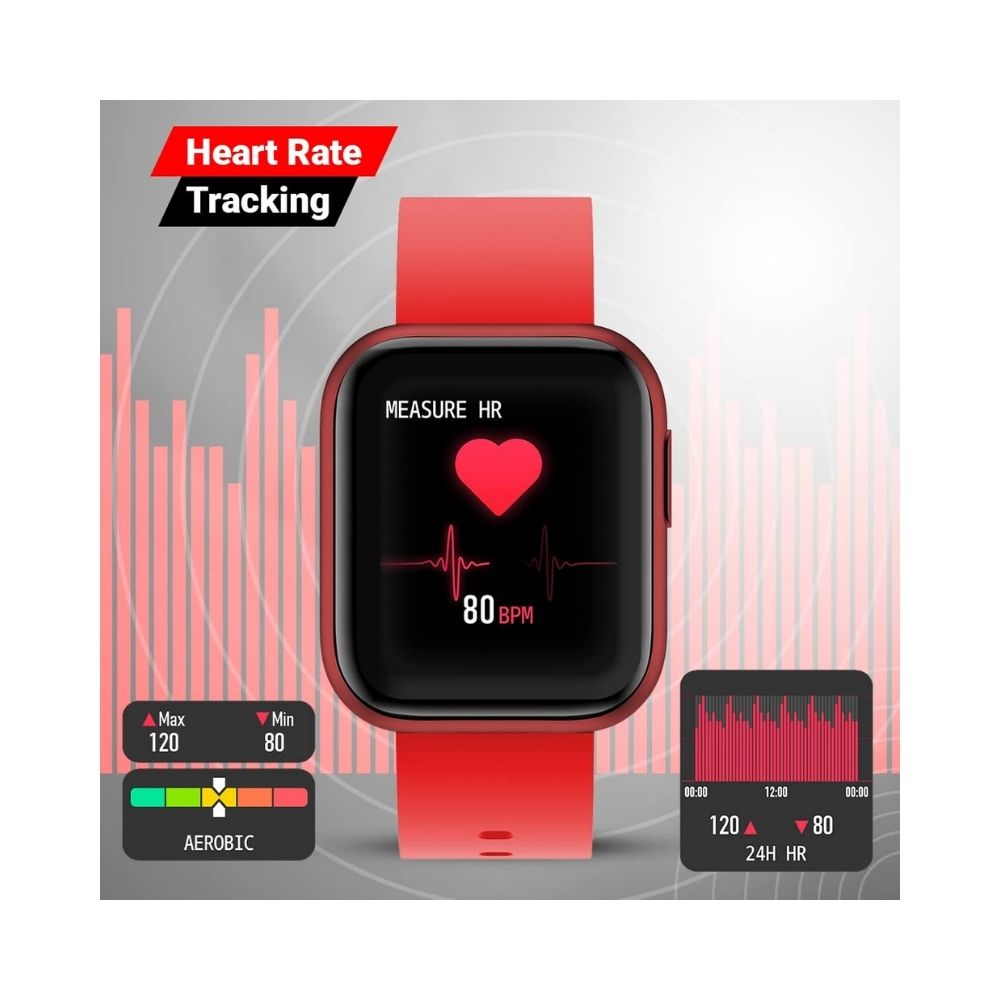 Heart Rate
Tracking
MEASURE HR
80 BPM
Max Min
120 80
AEROBIC
00:00 12:00 00:00
120 80
24H HR